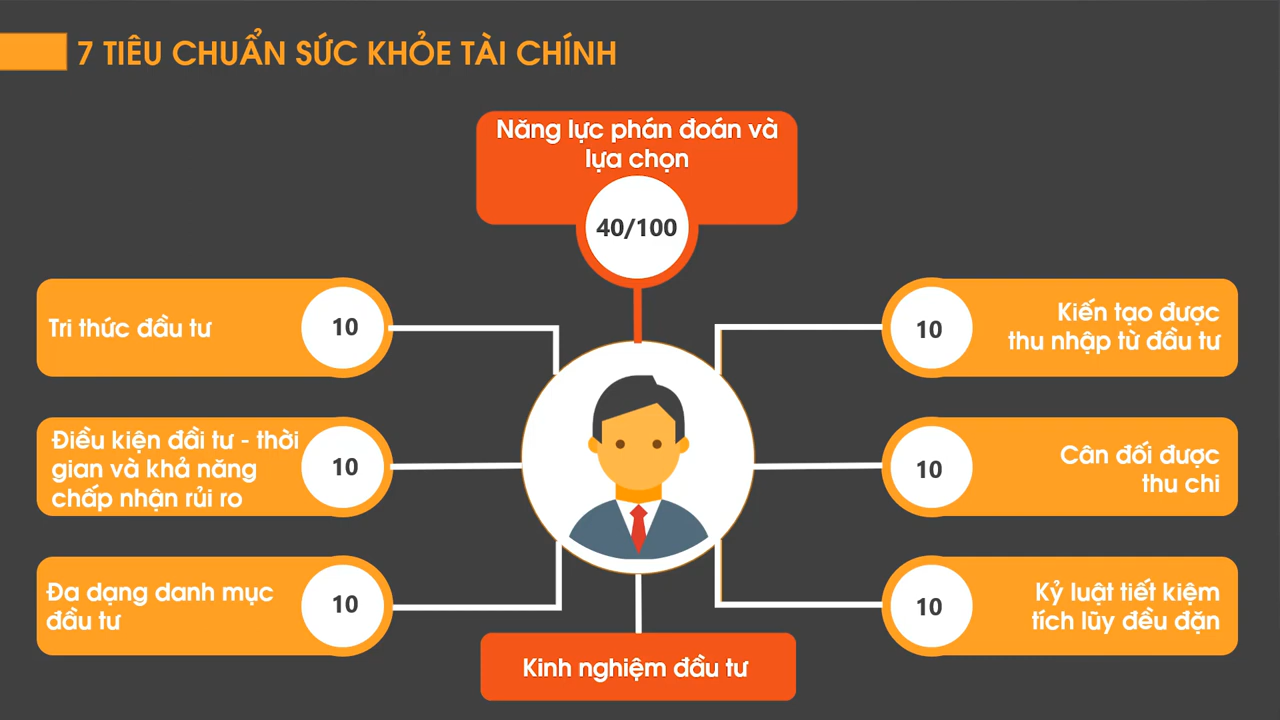 7 TIÊU CHUẨN SỨC KHỎE TÀI CHÍNH
Năng lực phán đoán và
lựa chọn
40/100
Tri thức đầu tư
10
Kiến tạo được
thu nhập từ đầu tư
10
Điều kiện đầi tư - thời
gian và khả năng
chấp nhận rủi ro
10
Cân đối được
thu chi
10
Đa dạng danh mục
đầu tư
10
Kỷ luật tiết kiệm
tích lũy đều đặn
10
Kinh nghiệm đầu tư